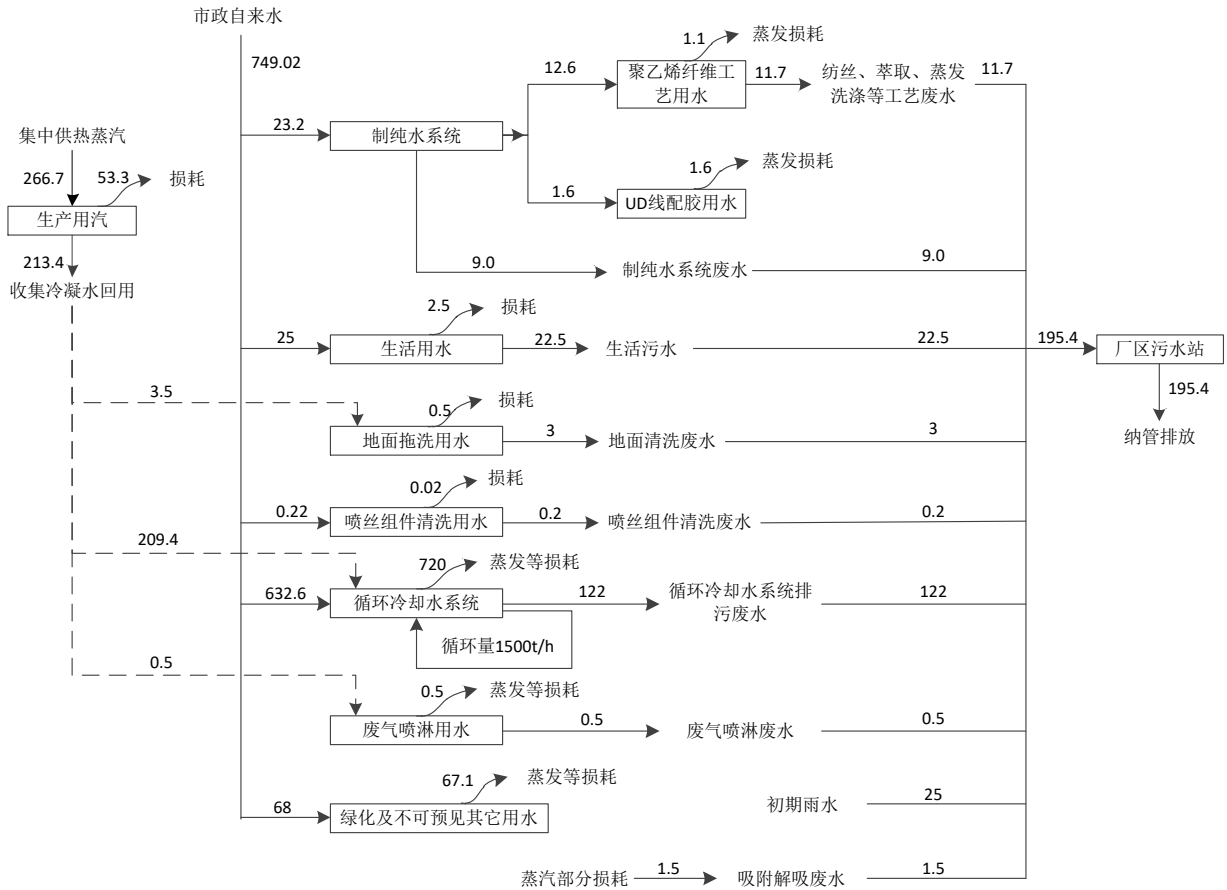 市政自来水
749.02
1.1
蒸发损耗
12.6
聚乙烯纤维工
艺用水
11.7
纺丝、萃取、蒸发
洗涤等工艺废水
11.7
集中供热蒸汽
23.2
制纯水系统
266.7
53.3
损耗
1.6
蒸发损耗
生产用汽
1.6
UD线配胶用水
213.4
收集冷凝水回用
9.0
制纯水系统废水
9.0
2.5
损耗
25
生活用水
22.5
生活污水
22.5
195.4
厂区污水站
3.5
0.5
损耗
195.4
地面拖洗用水
3
地面清洗废水
3
纳管排放
0.02
损耗
0.22
喷丝组件清洗用水
0.2
喷丝组件清洗废水
0.2
209.4
720
蒸发等损耗
632.6
循环冷却水系统
122
循环冷却水系统排
污废水
122
循环量1500t/h
0.5
0.5
蒸发等损耗
废气喷淋用水
0.5
废气喷淋废水
0.5
67.1
蒸发等损耗
68
绿化及不可预见其它用水
初期雨水
25
蒸汽部分损耗
1.5
吸附解吸废水
1.5